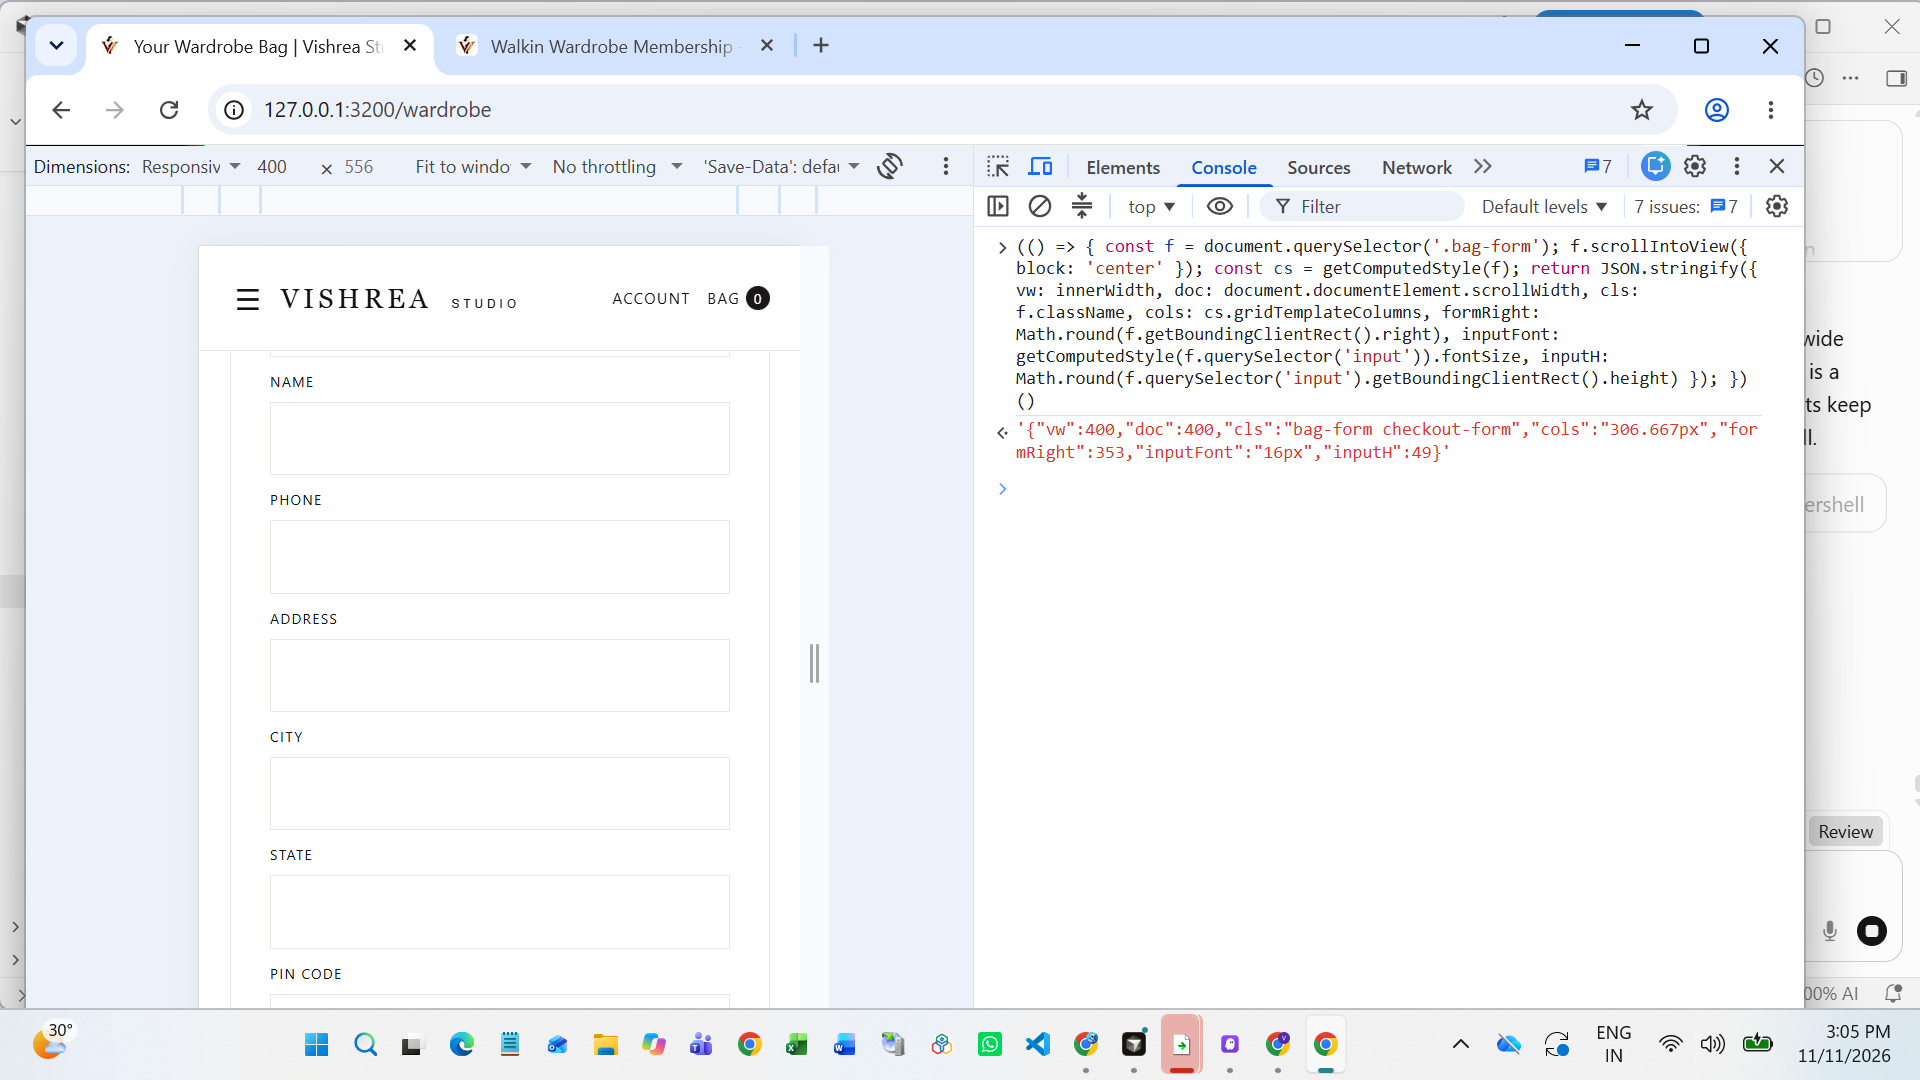 Your Wardrobe Bag | Vishrea St
Walkin Wardrobe Membership
127.0.0.1:3200/wardrobe
Dimensions: Responsiv 400 × 556 Fit to windo No throttling 'Save-Data': defau
Elements Console Sources Network 7
top Filter Default levels 7 issues: 7
VISHREA STUDIO ACCOUNT BAG 0
NAME
PHONE
ADDRESS
CITY
STATE
PIN CODE
(() => { const f = document.querySelector('.bag-form'); f.scrollIntoView({
block: 'center' }); const cs = getComputedStyle(f); return JSON.stringify({
vw: innerWidth, doc: document.documentElement.scrollWidth, cls:
f.className, cols: cs.gridTemplateColumns, formRight:
Math.round(f.getBoundingClientRect().right), inputFont:
getComputedStyle(f.querySelector('input')).fontSize, inputH:
Math.round(f.querySelector('input').getBoundingClientRect().height) }); })
()
'{"vw":400,"doc":400,"cls":"bag-form checkout-form","cols":"306.667px","for
mRight":353,"inputFont":"16px","inputH":49}'
wide
is a
ts keep
ll.
ershell
Review
00% AI
30°
ENG
IN
3:05 PM
11/11/2026